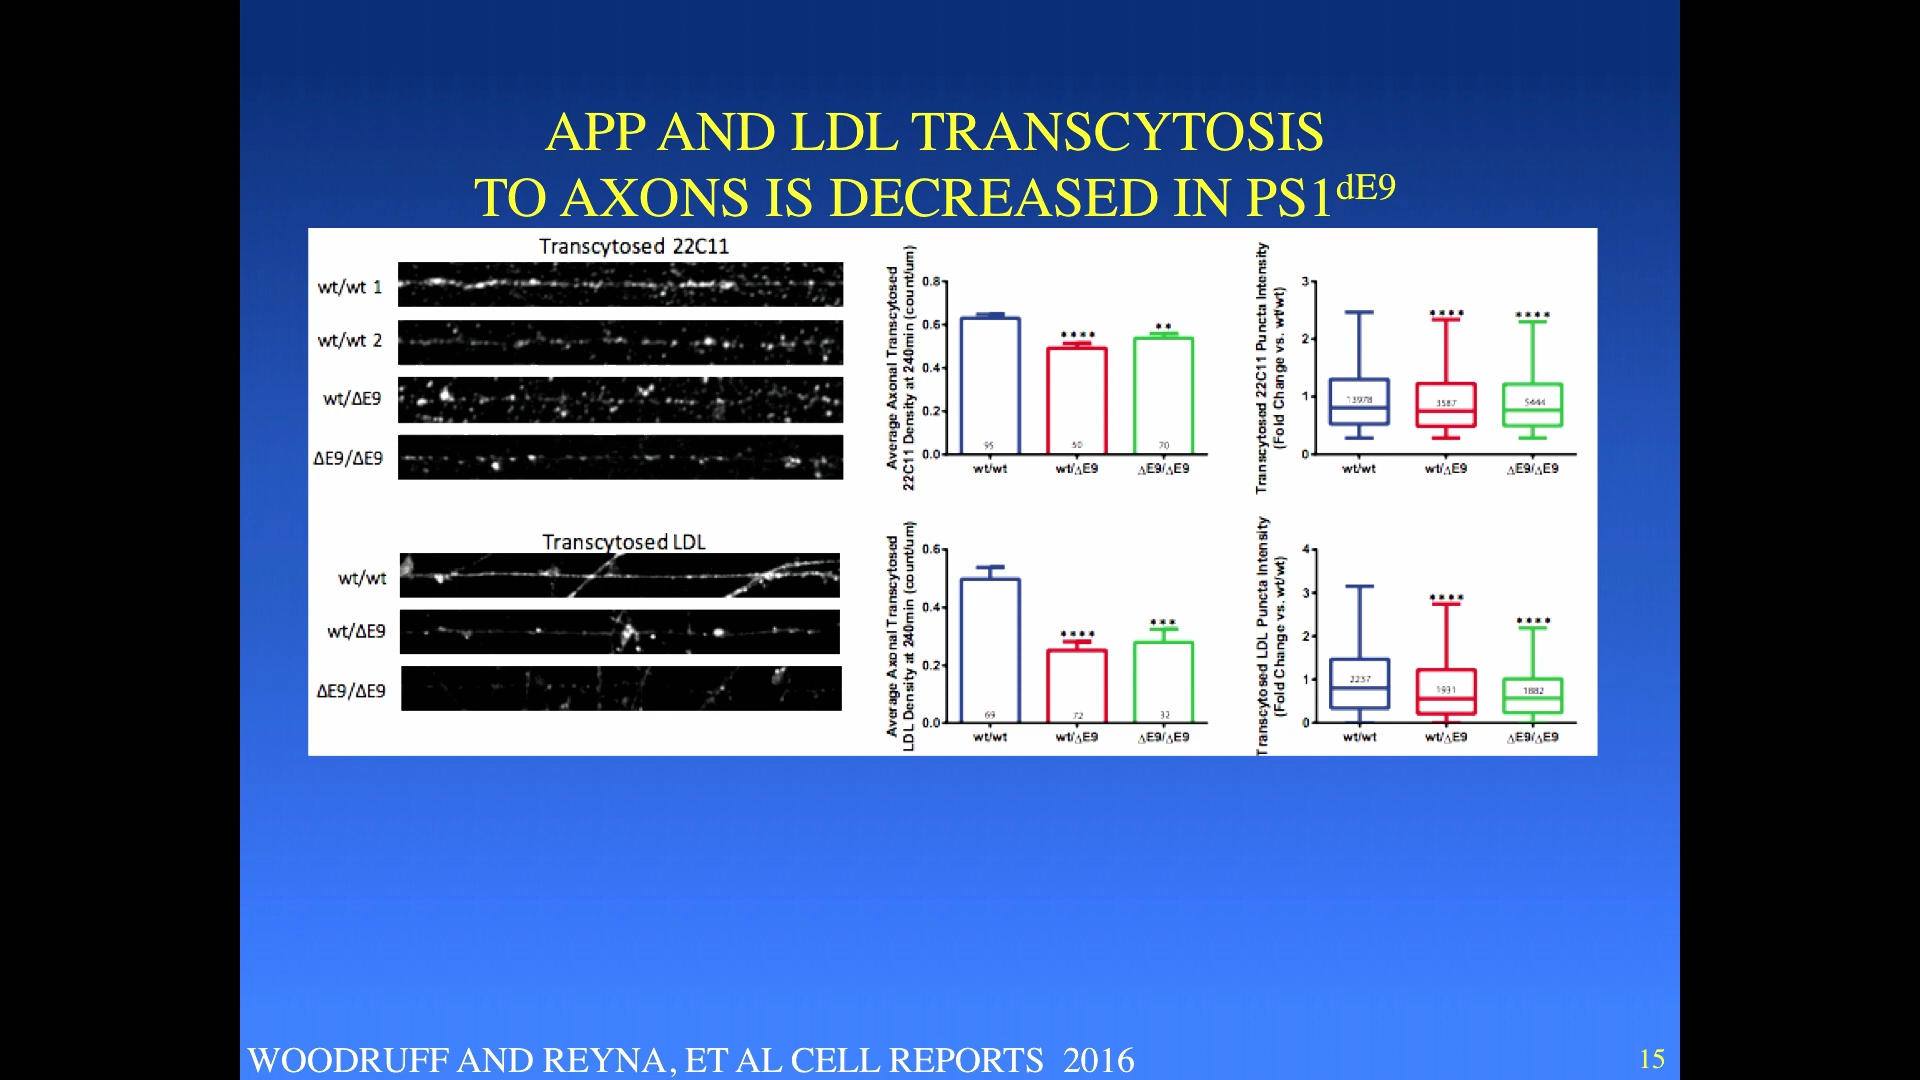 APP AND LDL TRANSCYTOSIS
TO AXONS IS DECREASED IN PS1dE9
Transcytosed 22C11
wt/wt 1
wt/wt 2
wt/ΔE9
ΔE9/ΔE9
Average Axonal Transcytosed
22C11 Density at 240min (count/um)
0.8
0.6
0.4
0.2
0.0
**** **
95 50 70
wt/wt wt/ΔE9 ΔE9/ΔE9
Transcytosed 22C11 Puncta Intensity
(Fold Change vs. wt/wt)
3
2
1
0
**** ****
13978 3587 5444
wt/wt wt/ΔE9 ΔE9/ΔE9
Transcytosed LDL
wt/wt
wt/ΔE9
ΔE9/ΔE9
Average Axonal Transcytosed
LDL Density at 240min (count/um)
0.6
0.4
0.2
0.0
**** ***
69 72 32
wt/wt wt/ΔE9 ΔE9/ΔE9
Transcytosed LDL Puncta Intensity
(Fold Change vs. wt/wt)
4
3
2
1
0
**** ****
2237 1931 1882
wt/wt wt/ΔE9 ΔE9/ΔE9
WOODRUFF AND REYNA, ET AL CELL REPORTS 2016
15